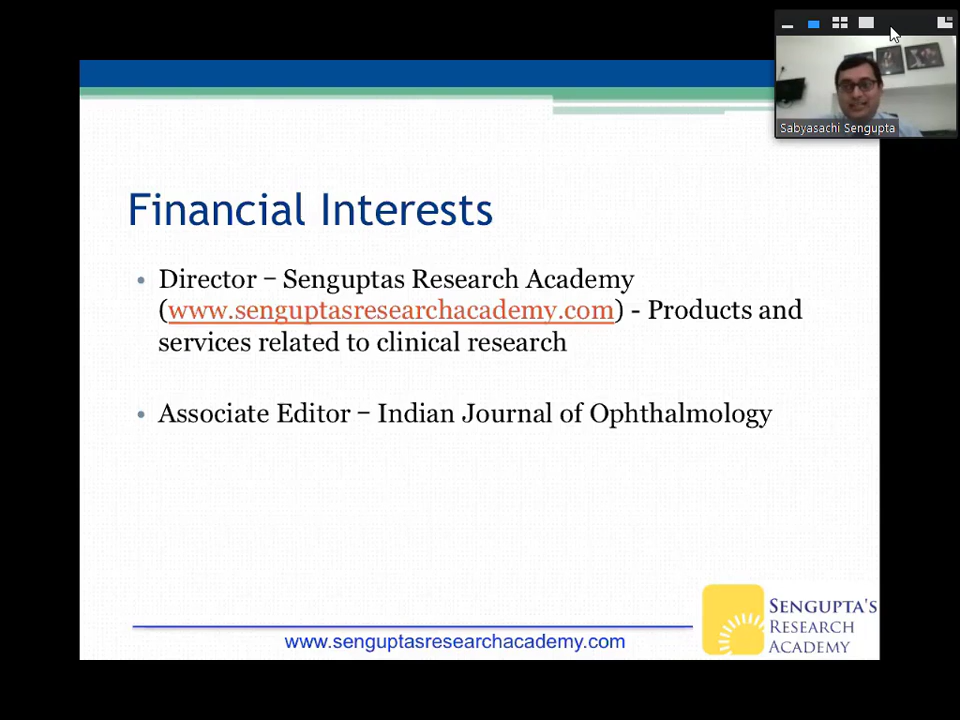 Sabyasachi Sengupta
Financial Interests
• Director – Senguptas Research Academy
(www.senguptasresearchacademy.com) - Products and
services related to clinical research
• Associate Editor – Indian Journal of Ophthalmology
www.senguptasresearchacademy.com
SENGUPTA'S
RESEARCH
ACADEMY